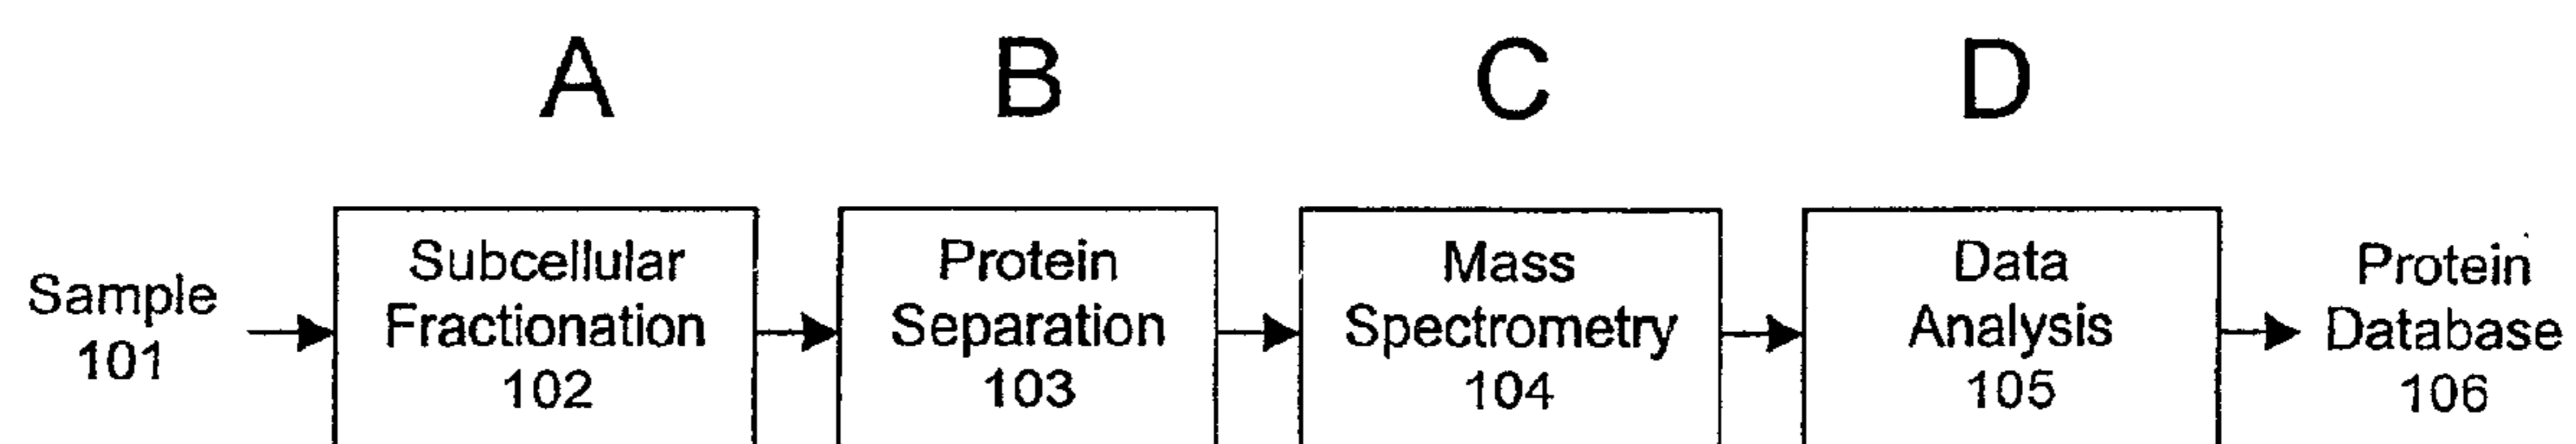 A
B
C
D
Sample
101
Subcellular
Fractionation
102
Protein
Separation
103
Mass
Spectrometry
104
Data
Analysis
105
Protein
Database
106